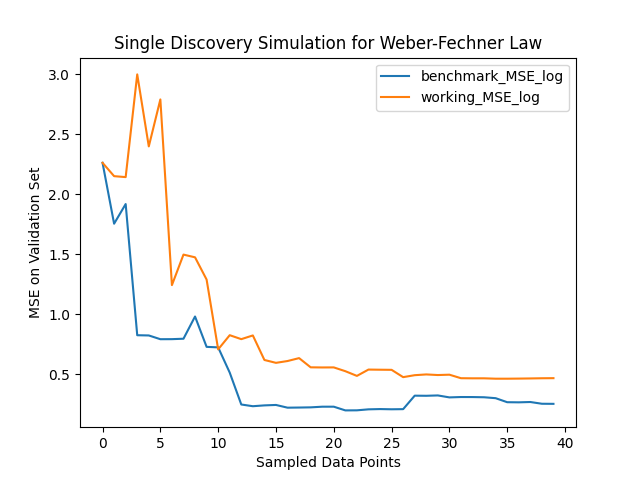 Single Discovery Simulation for Weber-Fechner Law
benchmark_MSE_log
working_MSE_log
MSE on Validation Set
3.0
2.5
2.0
1.5
1.0
0.5
0 5 10 15 20 25 30 35 40
Sampled Data Points